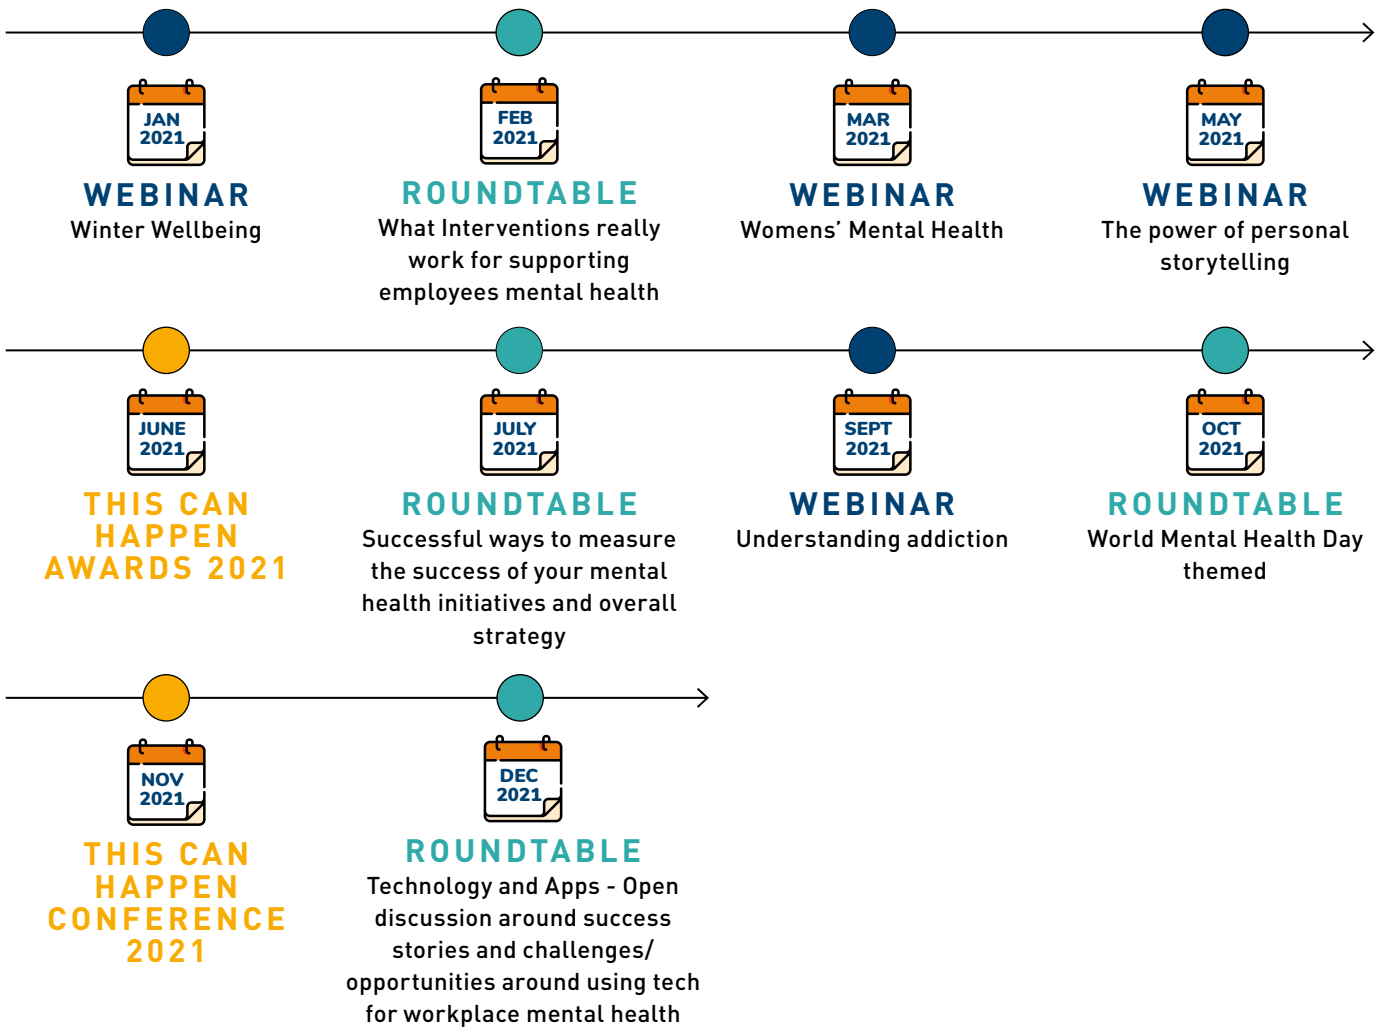 JAN
2021
WEBINAR
Winter Wellbeing
FEB
2021
ROUNDTABLE
What Interventions really
work for supporting
employees mental health
MAR
2021
WEBINAR
Womens’ Mental Health
MAY
2021
WEBINAR
The power of personal
storytelling
JUNE
2021
THIS CAN
HAPPEN
AWARDS 2021
JULY
2021
ROUNDTABLE
Successful ways to measure
the success of your mental
health initiatives and overall
strategy
SEPT
2021
WEBINAR
Understanding addiction
OCT
2021
ROUNDTABLE
World Mental Health Day
themed
NOV
2021
THIS CAN
HAPPEN
CONFERENCE
2021
DEC
2021
ROUNDTABLE
Technology and Apps - Open
discussion around success
stories and challenges/
opportunities around using tech
for workplace mental health